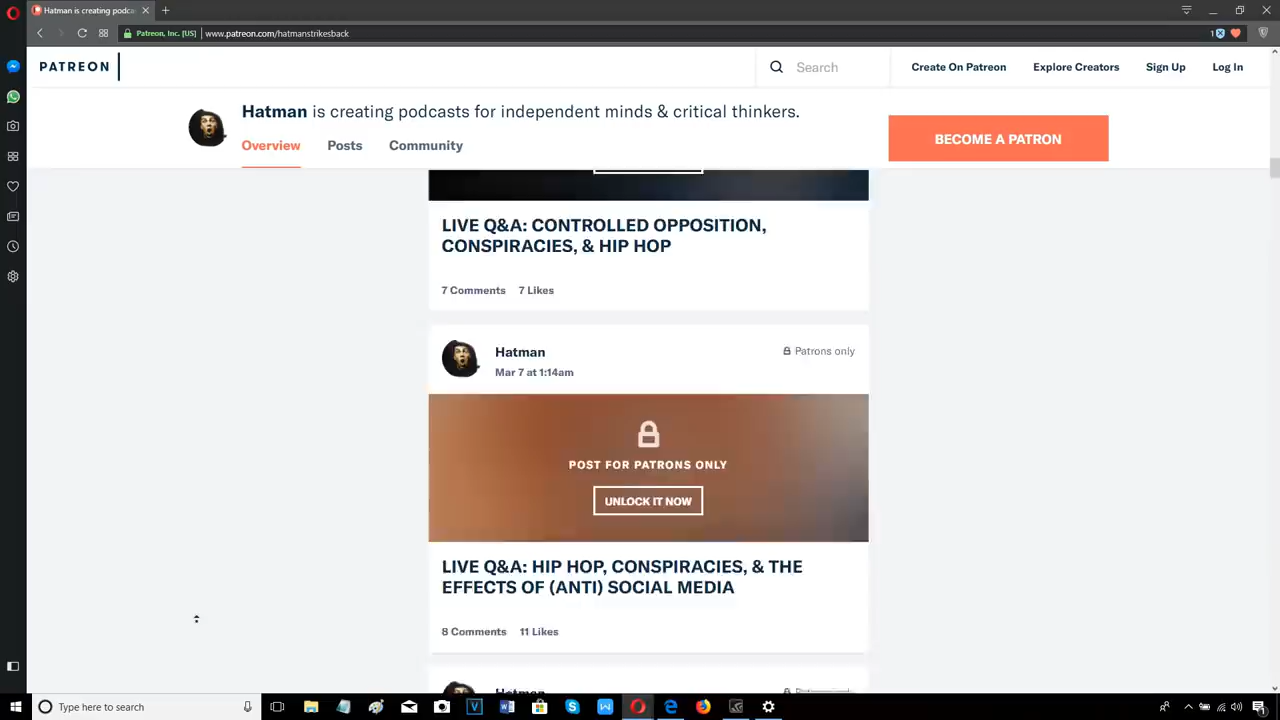 Hatman is creating podc
Patreon, Inc. [US]
www.patreon.com/hatmanstrikesback
1
PATREON
Search
Create On Patreon
Explore Creators
Sign Up
Log In
Hatman is creating podcasts for independent minds & critical thinkers.
Overview
Posts
Community
BECOME A PATRON
LIVE Q&A: CONTROLLED OPPOSITION,
CONSPIRACIES, & HIP HOP
7 Comments
7 Likes
Hatman
Mar 7 at 1:14am
Patrons only
POST FOR PATRONS ONLY
UNLOCK IT NOW
LIVE Q&A: HIP HOP, CONSPIRACIES, & THE
EFFECTS OF (ANTI) SOCIAL MEDIA
8 Comments
11 Likes
Hatman
Type here to search